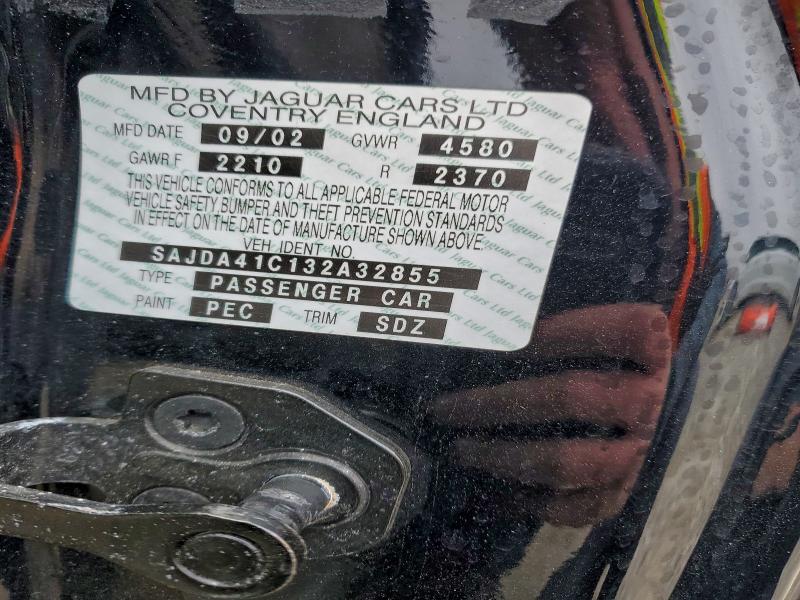 MFD BY JAGUAR CARS LTD
COVENTRY ENGLAND
MFD DATE 09/02 GVWR 4580
GAWR.F 2210 R 2370
THIS VEHICLE CONFORMS TO ALL APPLICABLE FEDERAL MOTOR
VEHICLE SAFETY BUMPER AND THEFT PREVENTION STANDARDS
IN EFFECT ON THE DATE OF MANUFACTURE SHOWN ABOVE.
VEH IDENT NO.
SAJDA41C132A32855
TYPE PASSENGER CAR
PAINT PEC TRIM SDZ